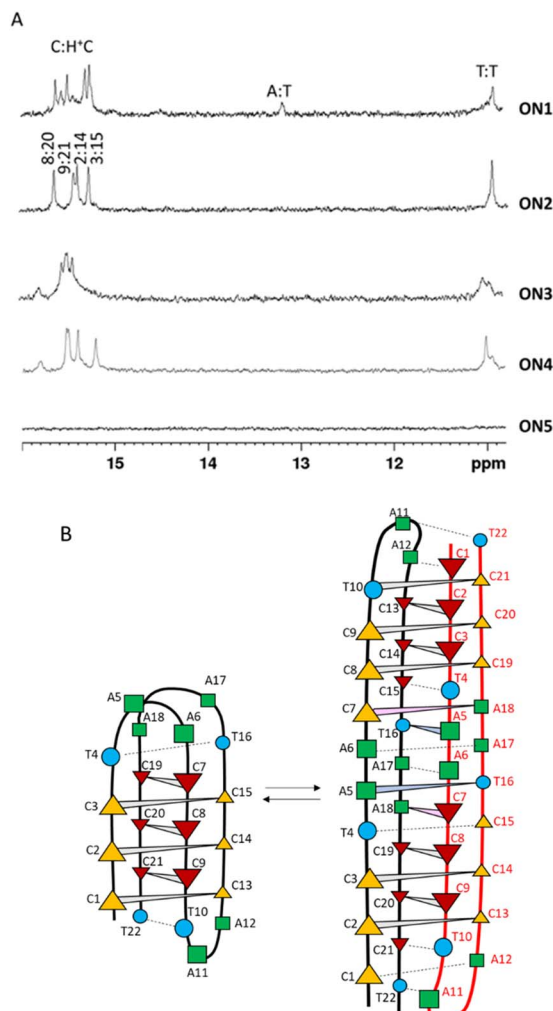 A
C:H⁺C
A:T
T:T
ON1
8:20
9:21
2:14
3:15
ON2
ON3
ON4
ON5
15 14 13 12 ppm
B
A11
T22
A12
C1
T10
C21
C13
C2
C9
C20
C14
C3
C8
C19
C15
T4
C7
A18
T16
A5
A6
A17
A17
A6
A5
T16
A18
C7
T4
C15
C19
C8
C3
C14
C20
C9
C2
C13
C21
T10
C1
A12
T22
A11
A5
A17
A18
A6
T4
T16
C19
C7
C3
C15
C20
C8
C2
C14
C21
C9
C1
C13
T22
T10
A12
A11